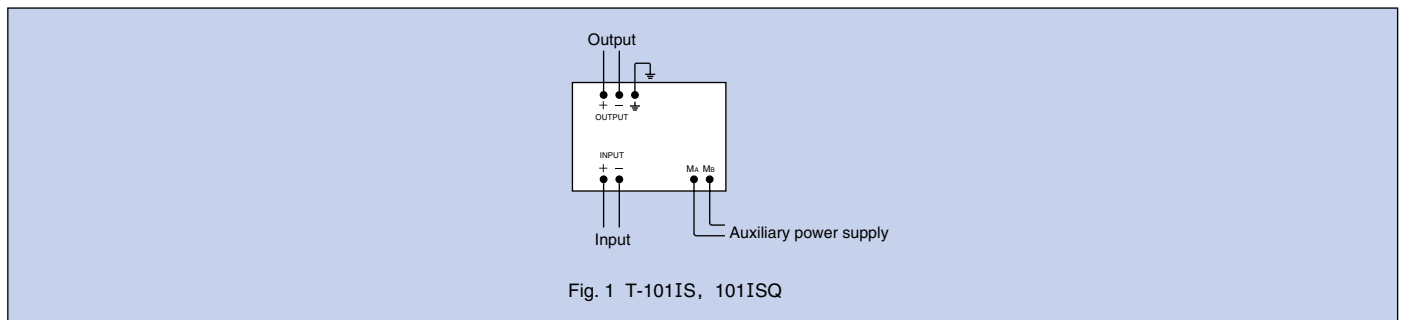 Output
+ −
OUTPUT
INPUT
+ − MA MB
Auxiliary power supply
Input
Fig. 1 T-101IS, 101ISQ